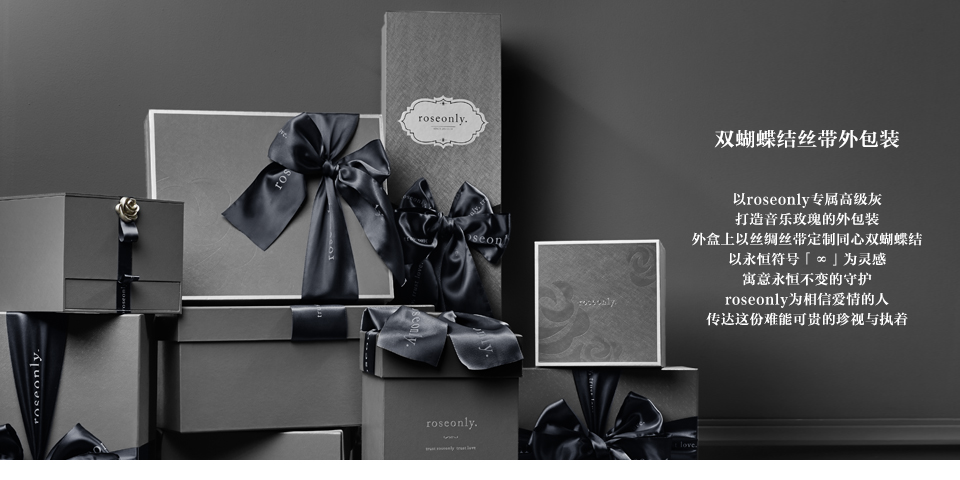 roseonly.
双蝴蝶结丝带外包装
以roseonly专属高级灰
打造音乐玫瑰的外包装
外盒上以丝绸丝带定制同心双蝴蝶结
以永恒符号「∞」为灵感
寓意永恒不变的守护
roseonly为相信爱情的人
传达这份难能可贵的珍视与执着
roseonly.
roseonly.
roseonly.
roseonly.